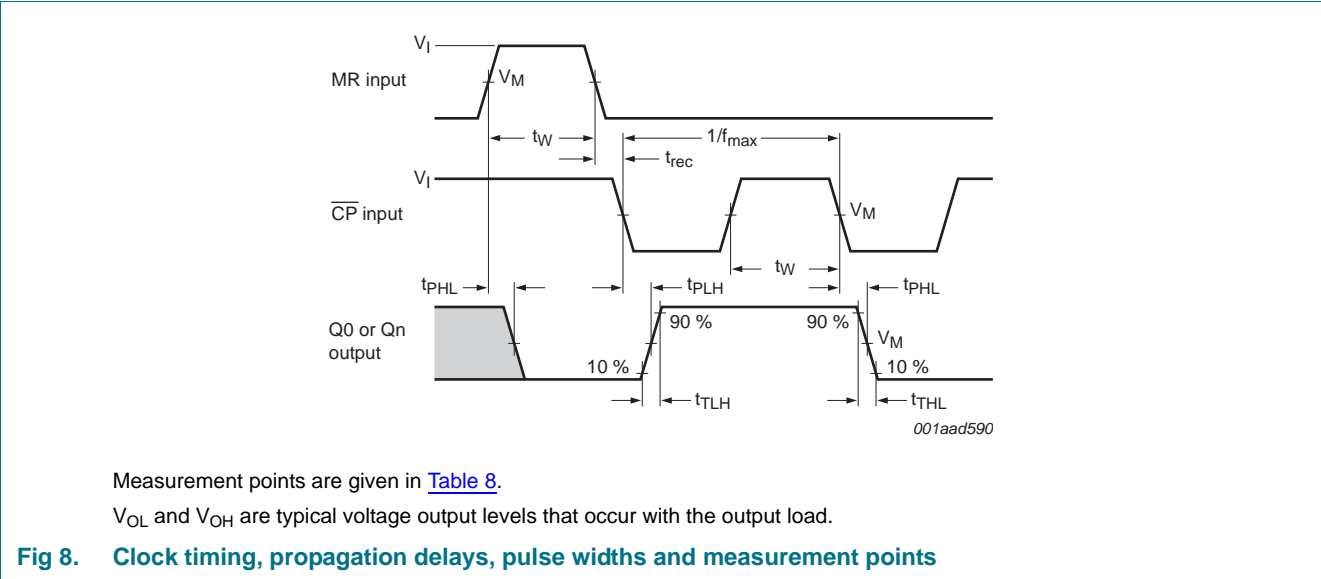 VI
MR input
VM
tW
1/fmax
trec
VI
CP input
VM
tW
tPHL
tPLH
tPHL
Q0 or Qn
output
90 %
90 %
VM
10 %
10 %
tTLH
tTHL
001aad590
Measurement points are given in Table 8.
VOL and VOH are typical voltage output levels that occur with the output load.
Fig 8. Clock timing, propagation delays, pulse widths and measurement points